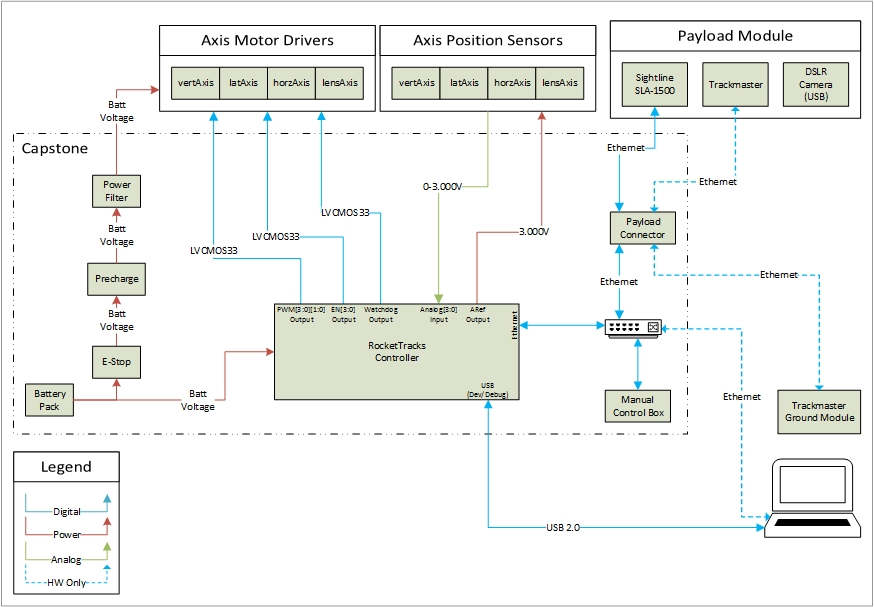 Axis Motor Drivers
vertAxis
latAxis
horzAxis
lensAxis
Axis Position Sensors
vertAxis
latAxis
horzAxis
lensAxis
Payload Module
Sightline
SLA-1500
Trackmaster
DSLR
Camera
(USB)
Batt
Voltage
Capstone
Ethernet
Ethernet
Power
Filter
0-3.000V
LVCMOS33
Payload
Connector
Batt
Voltage
LVCMOS33
3.000V
LVCMOS33
Precharge
Ethernet
Ethernet
Batt
Voltage
PWM[3:0][1:0]
Output
EN[3:0]
Output
Watchdog
Output
Analog[3:0]
Input
ARef
Output
Ethernet
RocketTracks
Controller
USB
(Dev/Debug)
E-Stop
Battery
Pack
Batt
Voltage
Manual
Control Box
Ethernet
Trackmaster
Ground Module
Legend
Digital
Power
Analog
HW Only
USB 2.0